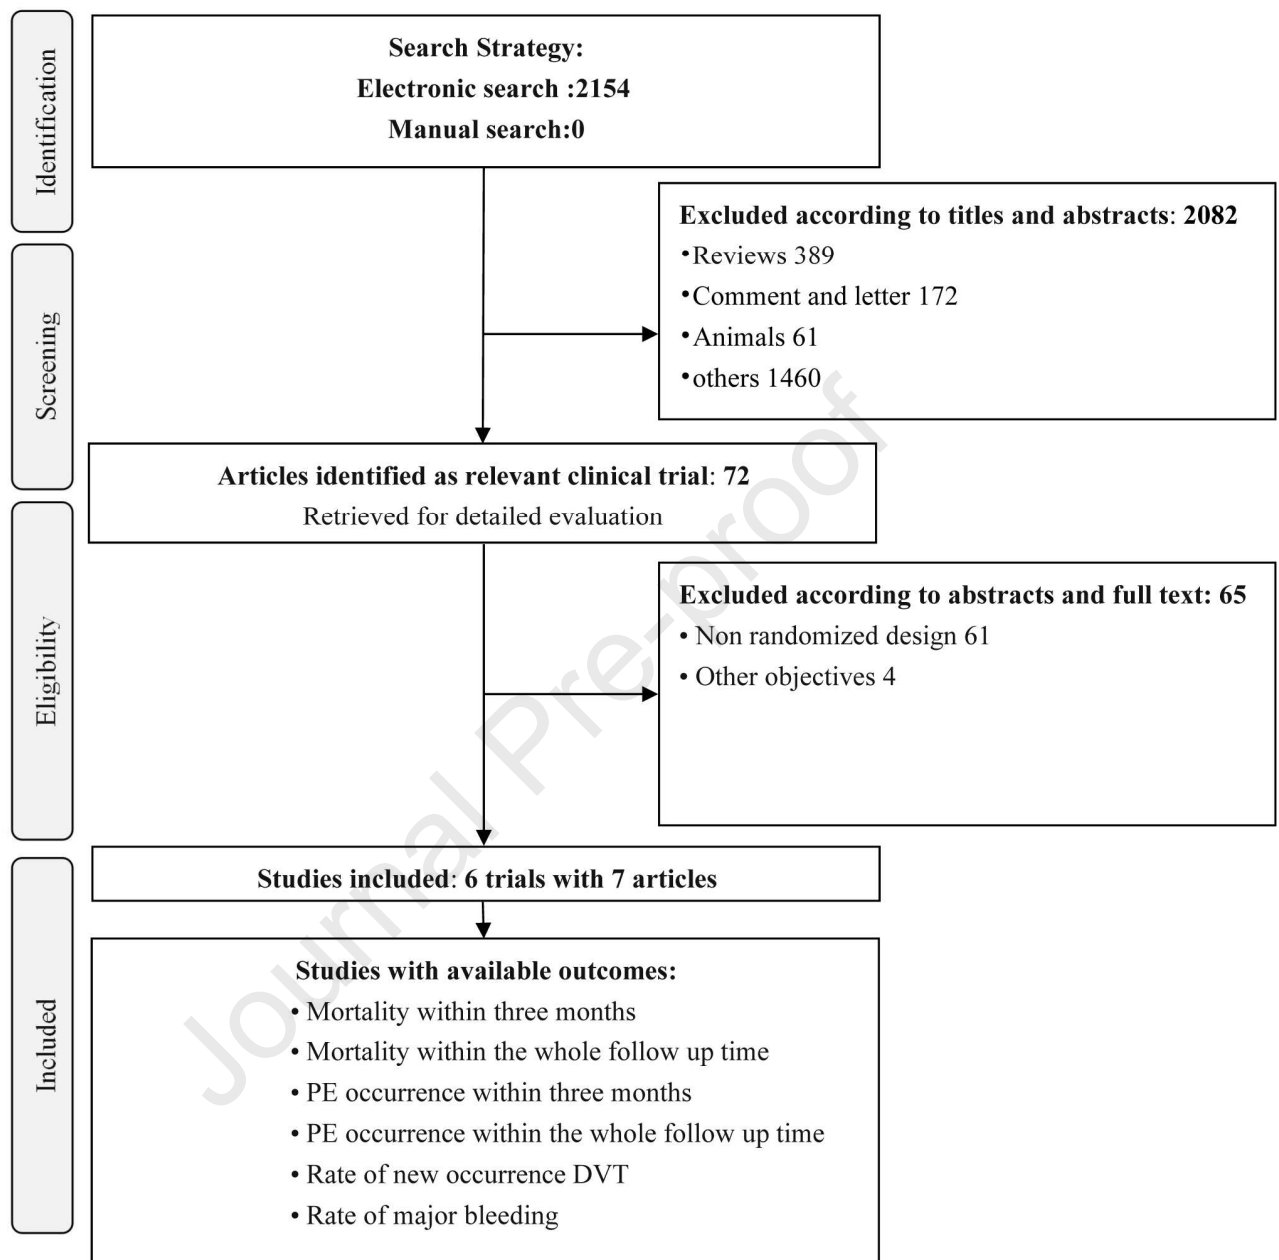 Identification
Search Strategy:
Electronic search :2154
Manual search:0
Excluded according to titles and abstracts: 2082
•Reviews 389
•Comment and letter 172
•Animals 61
•others 1460
Screening
Articles identified as relevant clinical trial: 72
Retrieved for detailed evaluation
Eligibility
Excluded according to abstracts and full text: 65
• Non randomized design 61
• Other objectives 4
Included
Studies included: 6 trials with 7 articles
Studies with available outcomes:
• Mortality within three months
• Mortality within the whole follow up time
• PE occurrence within three months
• PE occurrence within the whole follow up time
• Rate of new occurrence DVT
• Rate of major bleeding
Journal Pre-proof